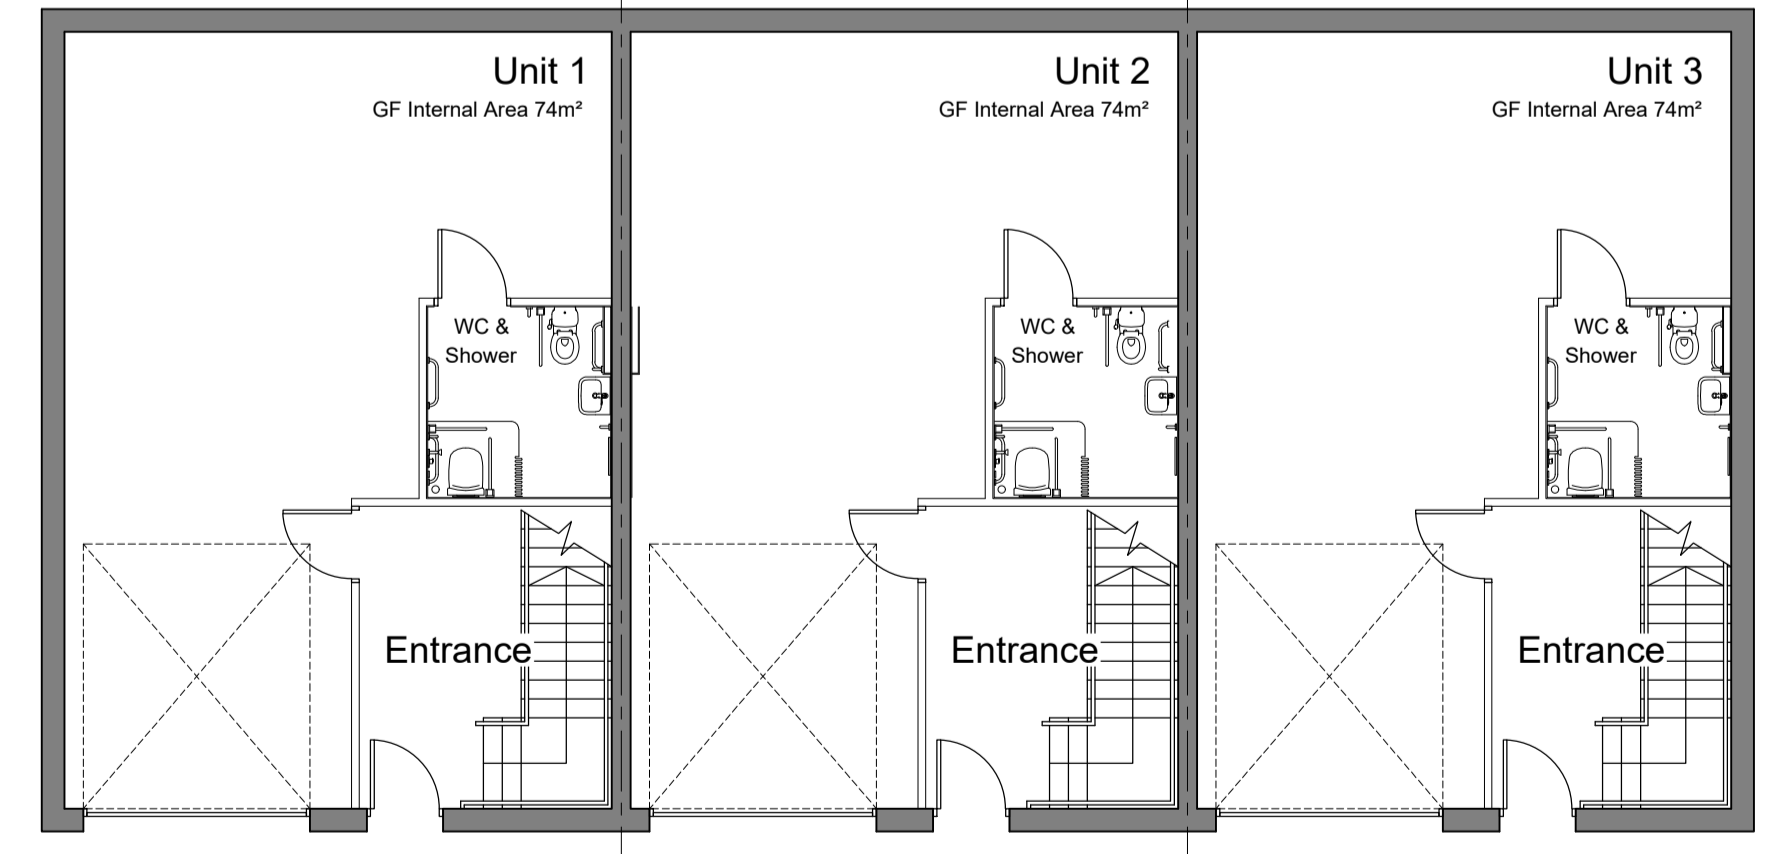 Unit 1
GF Internal Area 74m²
Unit 2
GF Internal Area 74m²
Unit 3
GF Internal Area 74m²
WC &
Shower
WC &
Shower
WC &
Shower
Entrance
Entrance
Entrance